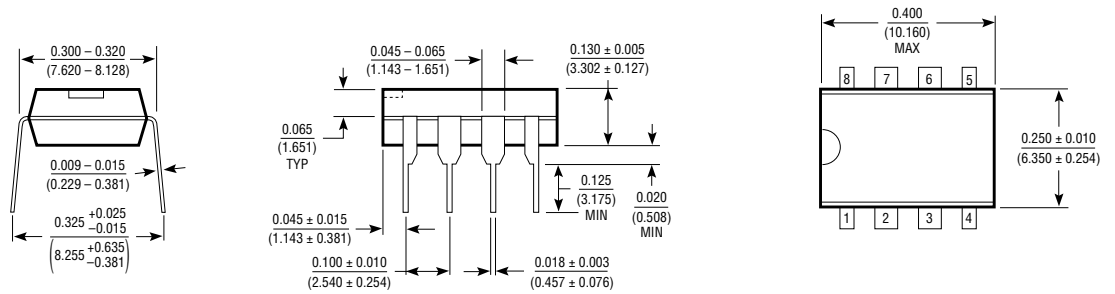 0.300 – 0.320
(7.620 – 8.128)
0.009 – 0.015
(0.229 – 0.381)
0.325 +0.025
–0.015
(8.255 +0.635
–0.381)
0.045 – 0.065
(1.143 – 1.651)
0.130 ± 0.005
(3.302 ± 0.127)
0.065
(1.651)
TYP
0.125
(3.175)
MIN
0.020
(0.508)
MIN
0.045 ± 0.015
(1.143 ± 0.381)
0.100 ± 0.010
(2.540 ± 0.254)
0.018 ± 0.003
(0.457 ± 0.076)
0.400
(10.160)
MAX
8 7 6 5
0.250 ± 0.010
(6.350 ± 0.254)
1 2 3 4